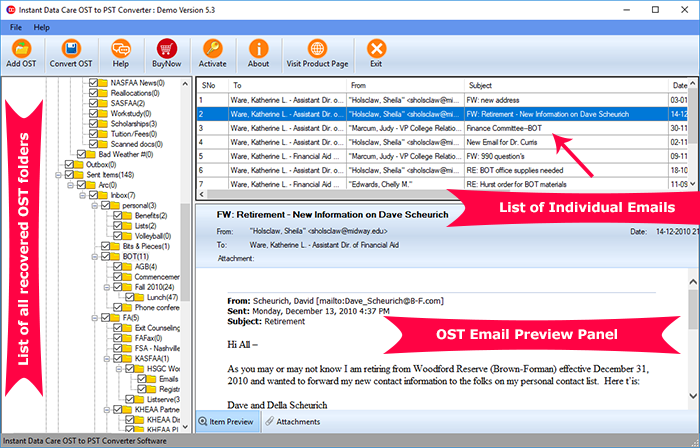 Instant Data Care OST to PST Converter : Demo Version 5.3
File Help
Add OST Convert OST Help BuyNow Activate About Visit Product Page Exit
List of all recovered OST folders
NASFAA News(0)
Reallocations(0)
SASFAA(2)
Workstudy(0)
Scholarships(3)
Tuition/Fees(0)
Scanned docs(0)
Bad Weather #(0)
Outbox(0)
Sent Items(148)
Arc(0)
Inbox(7)
personal(3)
Benefits(2)
Lists(2)
Volleyball(0)
Bits & Pieces(1)
BOT(11)
AGB(4)
Commencemen
Fall 2010(24)
Lunch(47)
Phone conferen
FA(5)
Exit Counseling
FAFax(0)
FSA - Nashville
KASFAA(1)
HSGC Wo
Emails
Registr
Listserve(3
KHEAA Partne
KHEAA Di
KHEAA Pr
SNo To From Subject Date
1 Ware, Katherine L. - Assistant Dir. o... "Holsclaw, Sheila" <sholsclaw@mi... FW: new address 03-01
2 Ware, Katherine L. - Assistant Dir. o... "Holsclaw, Sheila" <sholsclaw@mi... FW: Retirement - New Information on Dave Scheurich 14-12
3 Ware, Katherine L. - Assistant Dir. o... "Marcum, Judy - VP College Relatio... Finance Committee--BOT 30-11
4 Ware, Katherine L. - Assistant Dir. o... "Holsclaw, Sheila" <sholsclaw@mi... New Email for Dr. Curris 02-11
5 Ware, Katherine L. - Financial Aid ... "Holsclaw, Sheila" <sholsclaw@mi... FW: 990 question's 09-11
6 Ware, Katherine L. - Assistant Dir. o... "Marcum, Judy - VP College Relatio... RE: BOT office supplies needed 18-10
7 Ware, Katherine L. - Financial Aid ... "Edwards, Chelly M." RE: Hurst order for BOT materials 11-09
List of Individual Emails
FW: Retirement - New Information on Dave Scheurich
From: "Holsclaw, Sheila" <sholsclaw@midway.edu> Date: 14-12-2010 21
To: Ware, Katherine L. - Assistant Dir. of Financial Aid
Attachment:
From: Scheurich, David [mailto:Dave_Scheurich@B-F.com]
Sent: Monday, December 13, 2010 4:37 PM
Subject: Retirement
OST Email Preview Panel
Hi All –
As you may or may not know I am retiring from Woodford Reserve (Brown-Forman) effective December 31,
2010 and wanted to forward my new contact information to the folks on my personal contact list. Here t'is:
Dave and Della Scheurich
Item Preview Attachments
Instant Data Care OST to PST Converter Software